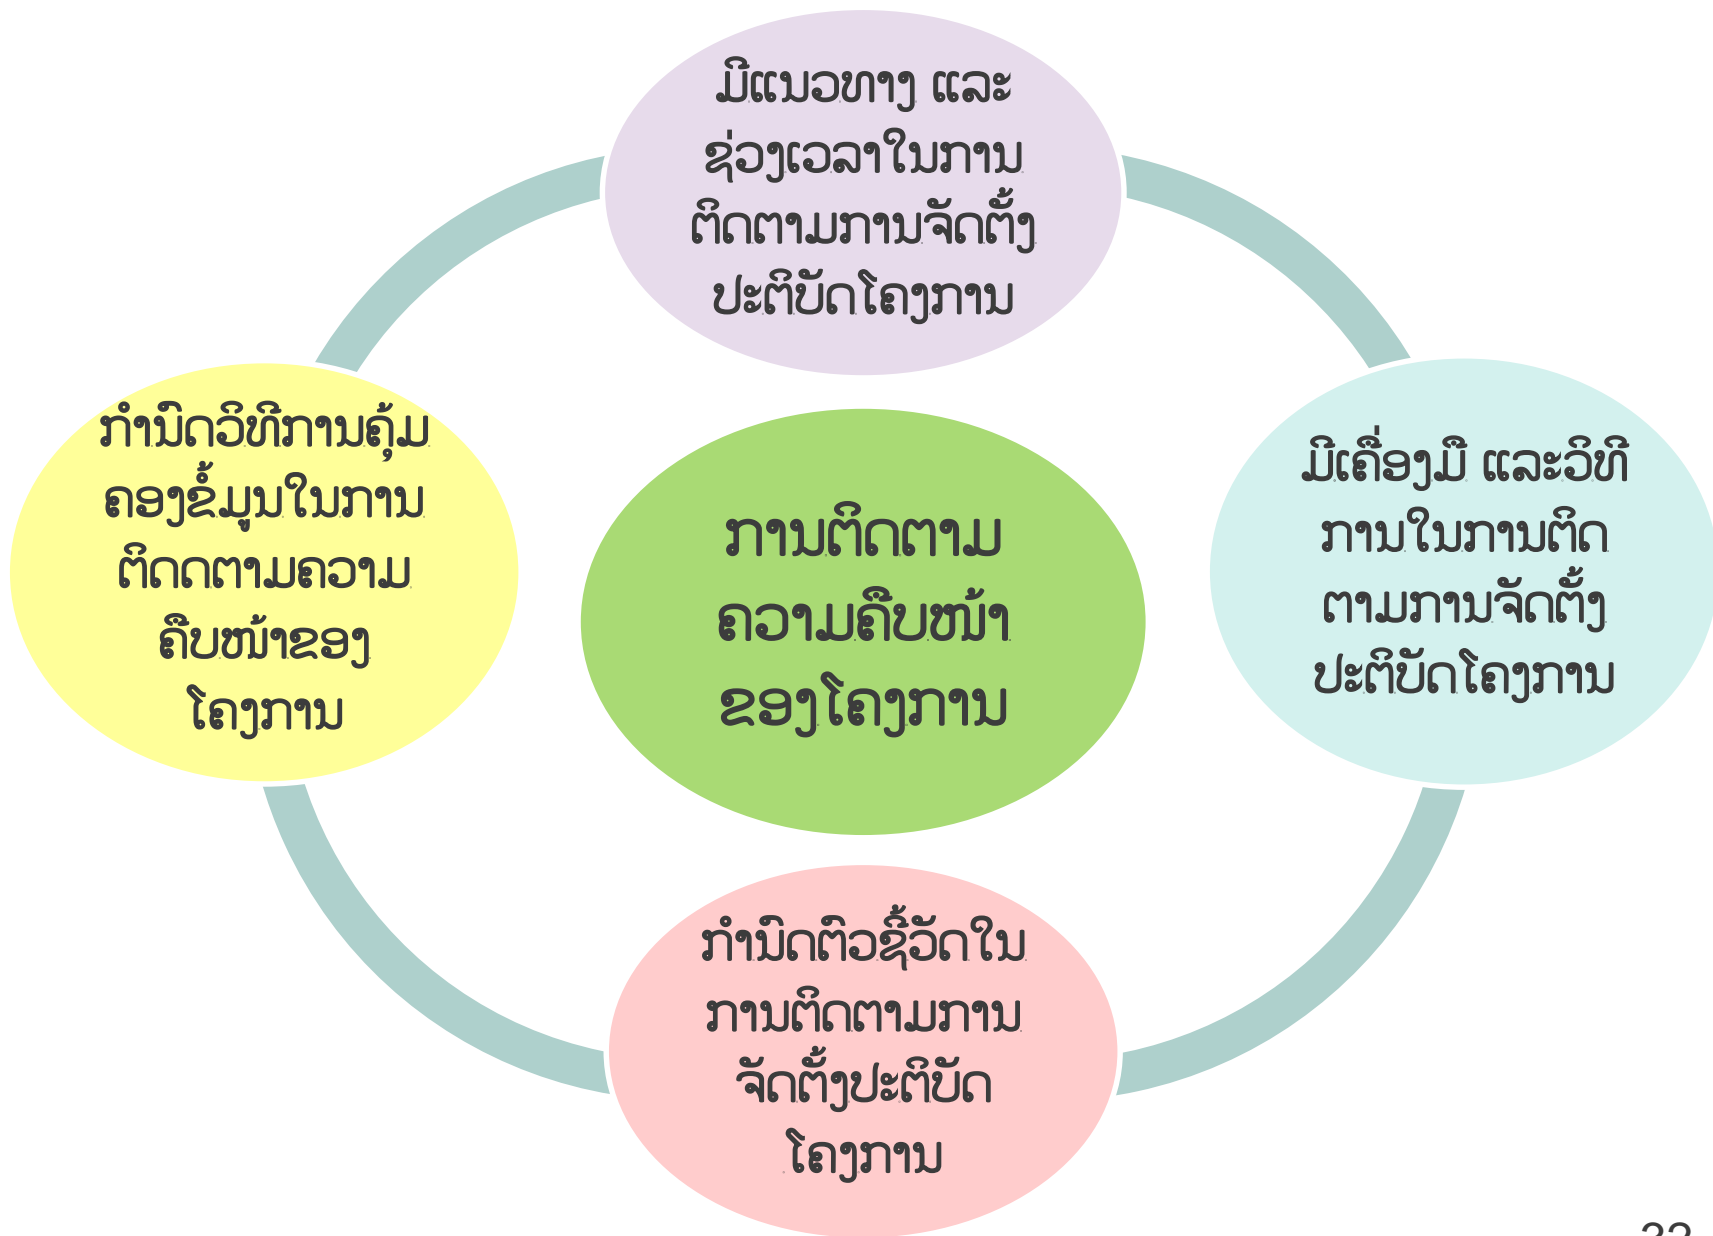 ມີແນວທາງ ແລະ
ຊ່ວງເວລາໃນການ
ຕິດຕາມການຈັດຕັ້ງ
ປະຕິບັດໂຄງການ
ກຳນົດວິທີການຄຸ້ມ
ຄອງຂໍ້ມູນໃນການ
ຕິດດຕາມຄວາມ
ຄືບໜ້າຂອງ
ໂຄງການ
ການຕິດຕາມ
ຄວາມຄືບໜ້າ
ຂອງໂຄງການ
ມີເຄື່ອງມື ແລະວິທີ
ການໃນການຕິດ
ຕາມການຈັດຕັ້ງ
ປະຕິບັດໂຄງການ
ກຳນົດຕົວຊີ້ວັດໃນ
ການຕິດຕາມການ
ຈັດຕັ້ງປະຕິບັດ
ໂຄງການ